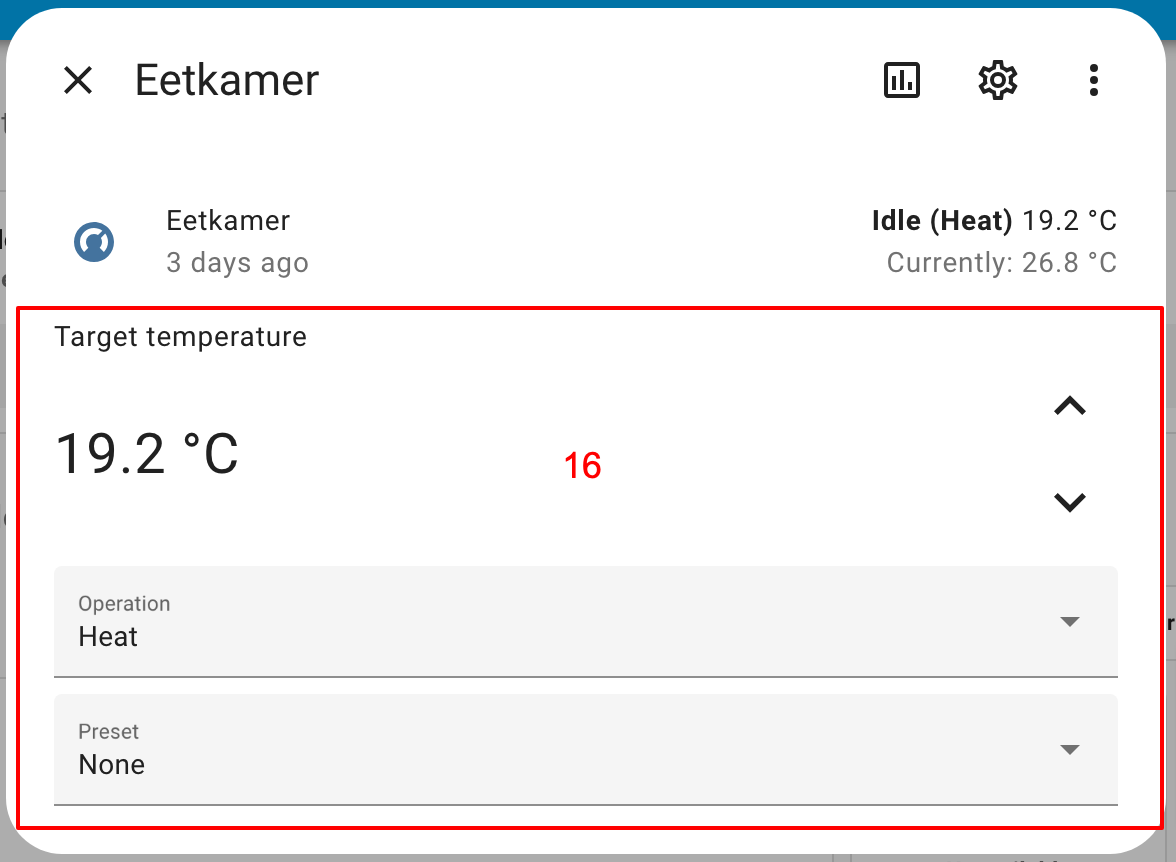 Eetkamer
Eetkamer
Idle (Heat) 19.2 °C
3 days ago
Currently: 26.8 °C
Target temperature
19.2 °C
16
Operation
Heat
Preset
None